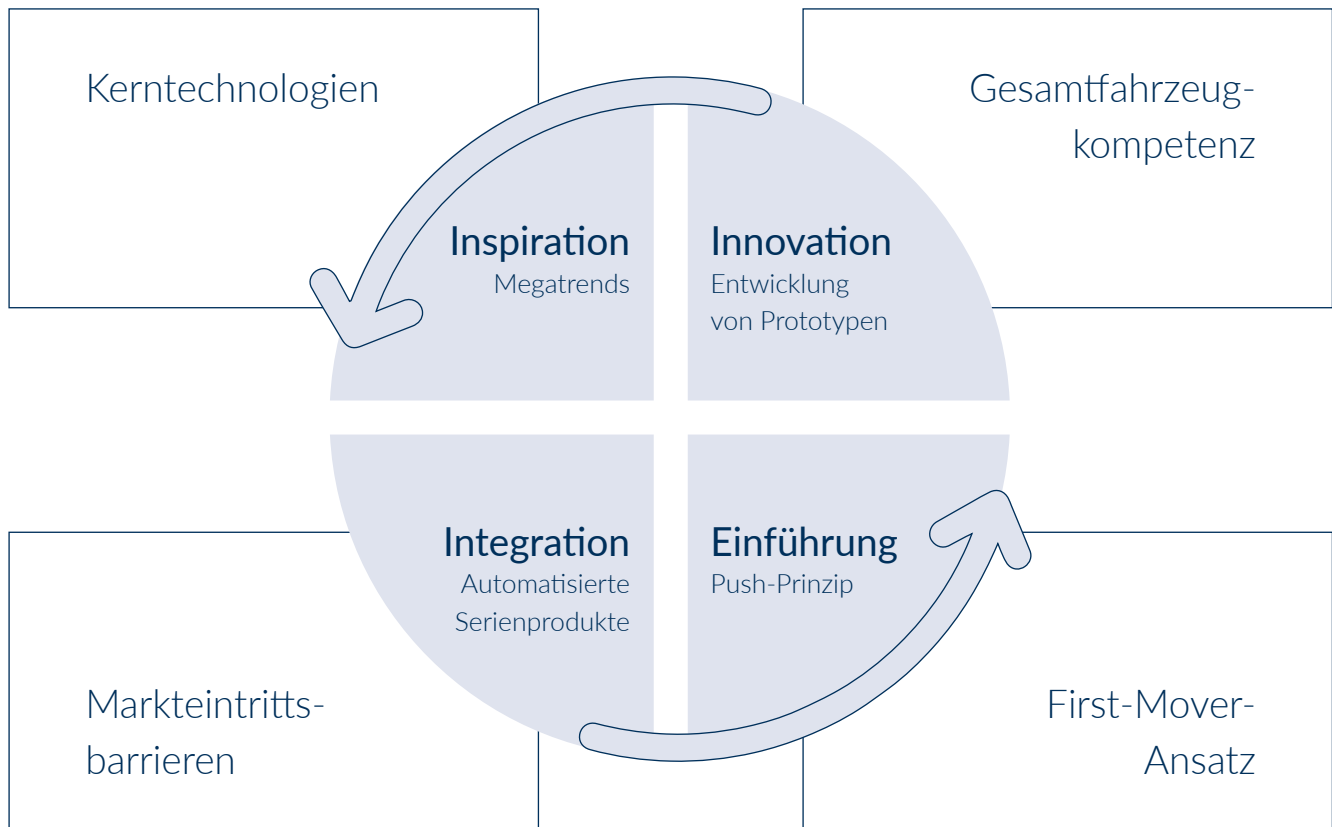 Kerntechnologien
Gesamtfahrzeug-
kompetenz
Inspiration
Megatrends
Innovation
Entwicklung
von Prototypen
Integration
Automatisierte
Serienprodukte
Einführung
Push-Prinzip
Markteintritts-
barrieren
First-Mover-
Ansatz